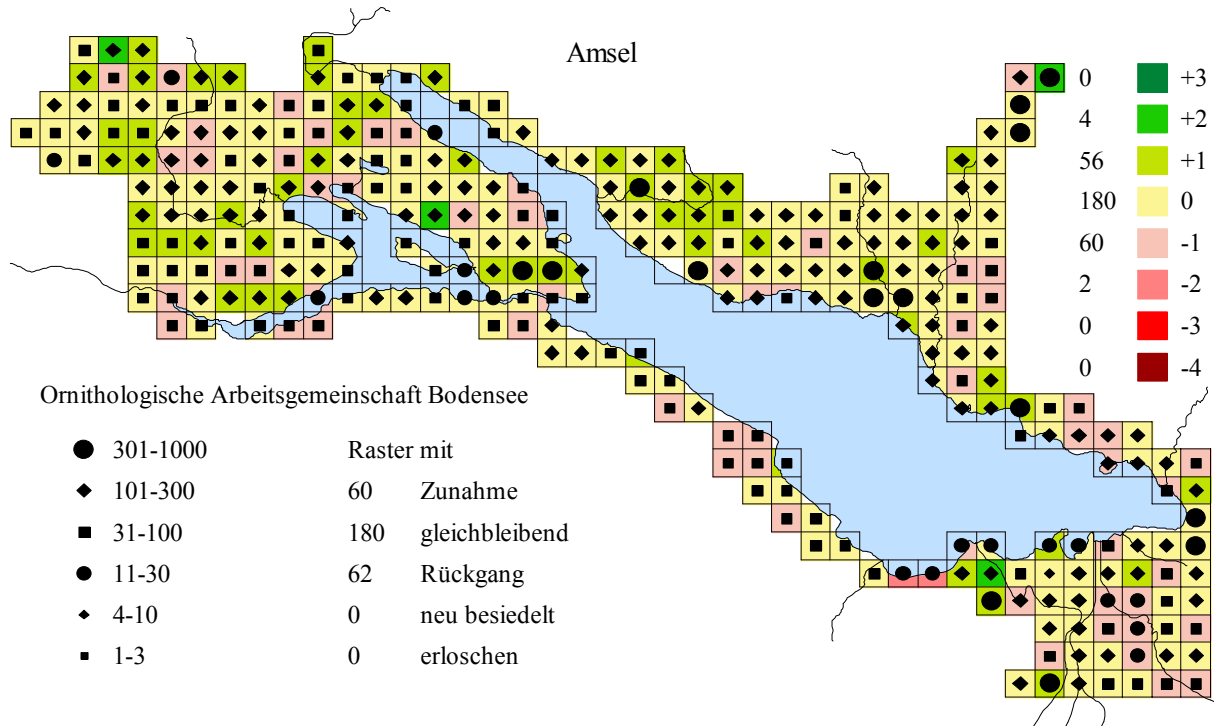 Amsel
0 +3
4 +2
56 +1
180 0
60 -1
2 -2
0 -3
0 -4
Ornithologische Arbeitsgemeinschaft Bodensee
301-1000 Raster mit
101-300 60 Zunahme
31-100 180 gleichbleibend
11-30 62 Rückgang
4-10 0 neu besiedelt
1-3 0 erloschen